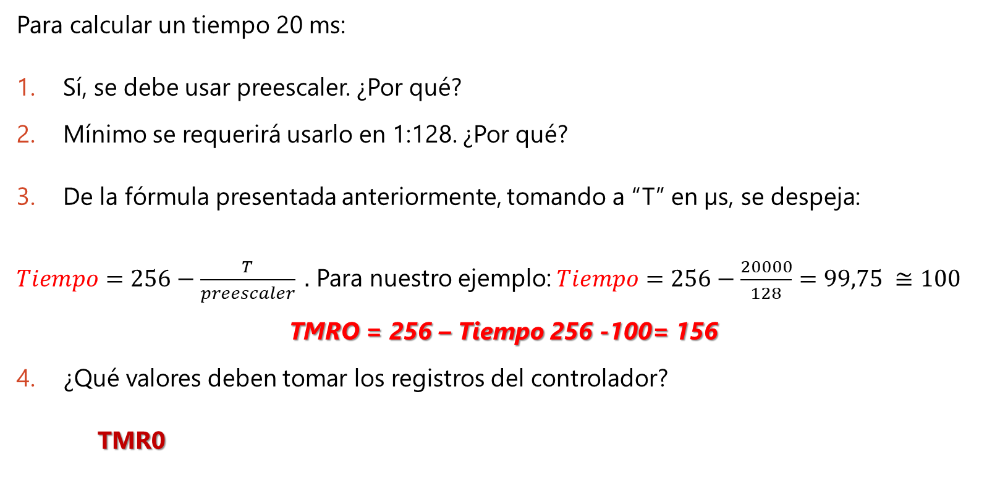 Para calcular un tiempo 20 ms:
1. Sí, se debe usar preescaler. ¿Por qué?
2. Mínimo se requerirá usarlo en 1:128. ¿Por qué?
3. De la fórmula presentada anteriormente, tomando a “T” en µs, se despeja:
Tiempo = 256 − T/preescaler . Para nuestro ejemplo: Tiempo = 256 − 20000/128 = 99,75 ≅ 100
TMRO = 256 – Tiempo 256 -100= 156
4. ¿Qué valores deben tomar los registros del controlador?
TMR0